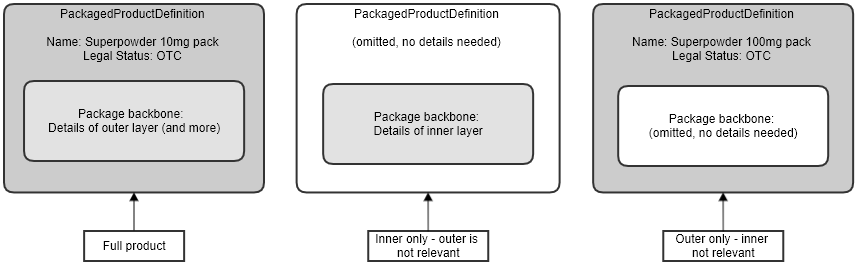 PackagedProductDefinition
Name: Superpowder 10mg pack
Legal Status: OTC
Package backbone:
Details of outer layer (and more)
Full product
PackagedProductDefinition
(omitted, no details needed)
Package backbone:
Details of inner layer
Inner only - outer is
not relevant
PackagedProductDefinition
Name: Superpowder 100mg pack
Legal Status: OTC
Package backbone:
(omitted, no details needed)
Outer only - inner
not relevant